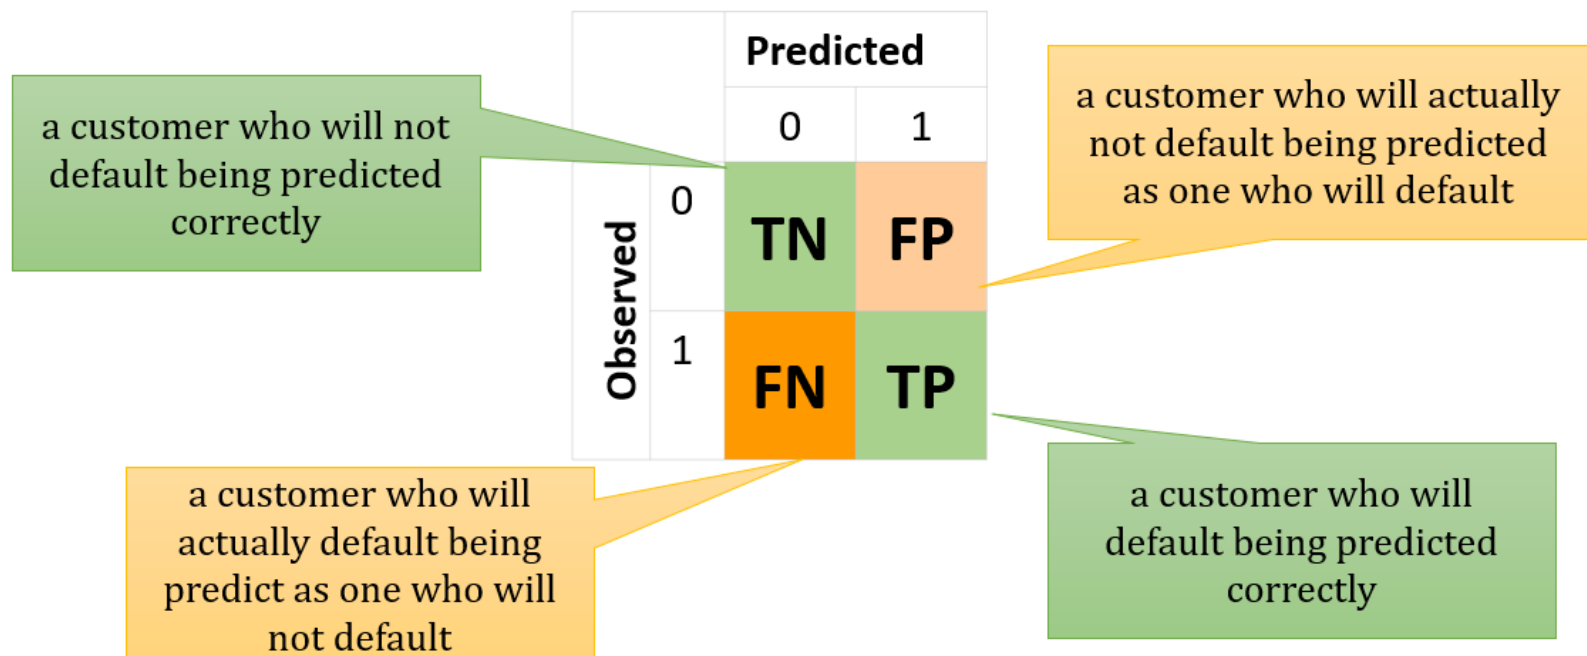 Predicted
0 1
a customer who will not
default being predicted
correctly
a customer who will actually
not default being predicted
as one who will default
Observed
0
TN FP
1
FN TP
a customer who will
actually default being
predict as one who will
not default
a customer who will
default being predicted
correctly